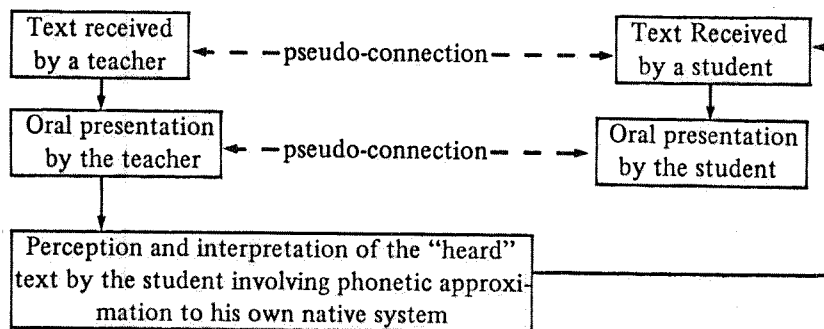 Text received
by a teacher
pseudo-connection
Text Received
by a student
Oral presentation
by the teacher
pseudo-connection
Oral presentation
by the student
Perception and interpretation of the “heard”
text by the student involving phonetic approxi-
mation to his own native system